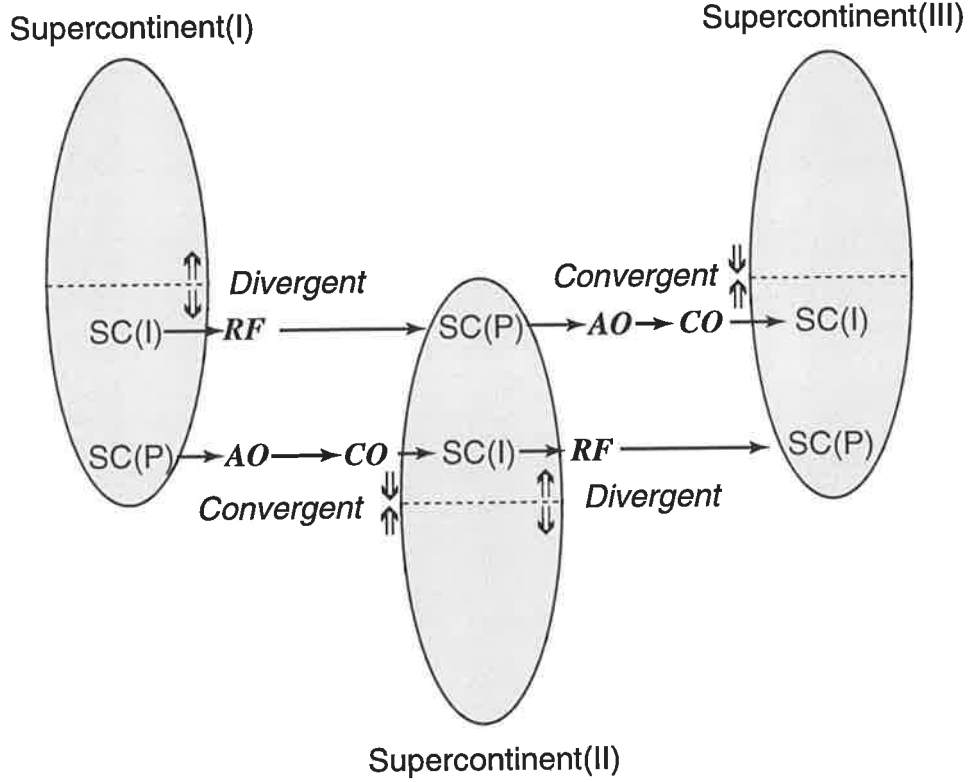 Supercontinent(I)
Supercontinent(III)
Divergent
Convergent
SC(I) RF SC(P) AO CO SC(I)
SC(P) AO CO SC(I) RF SC(P)
Convergent
Divergent
Supercontinent(II)